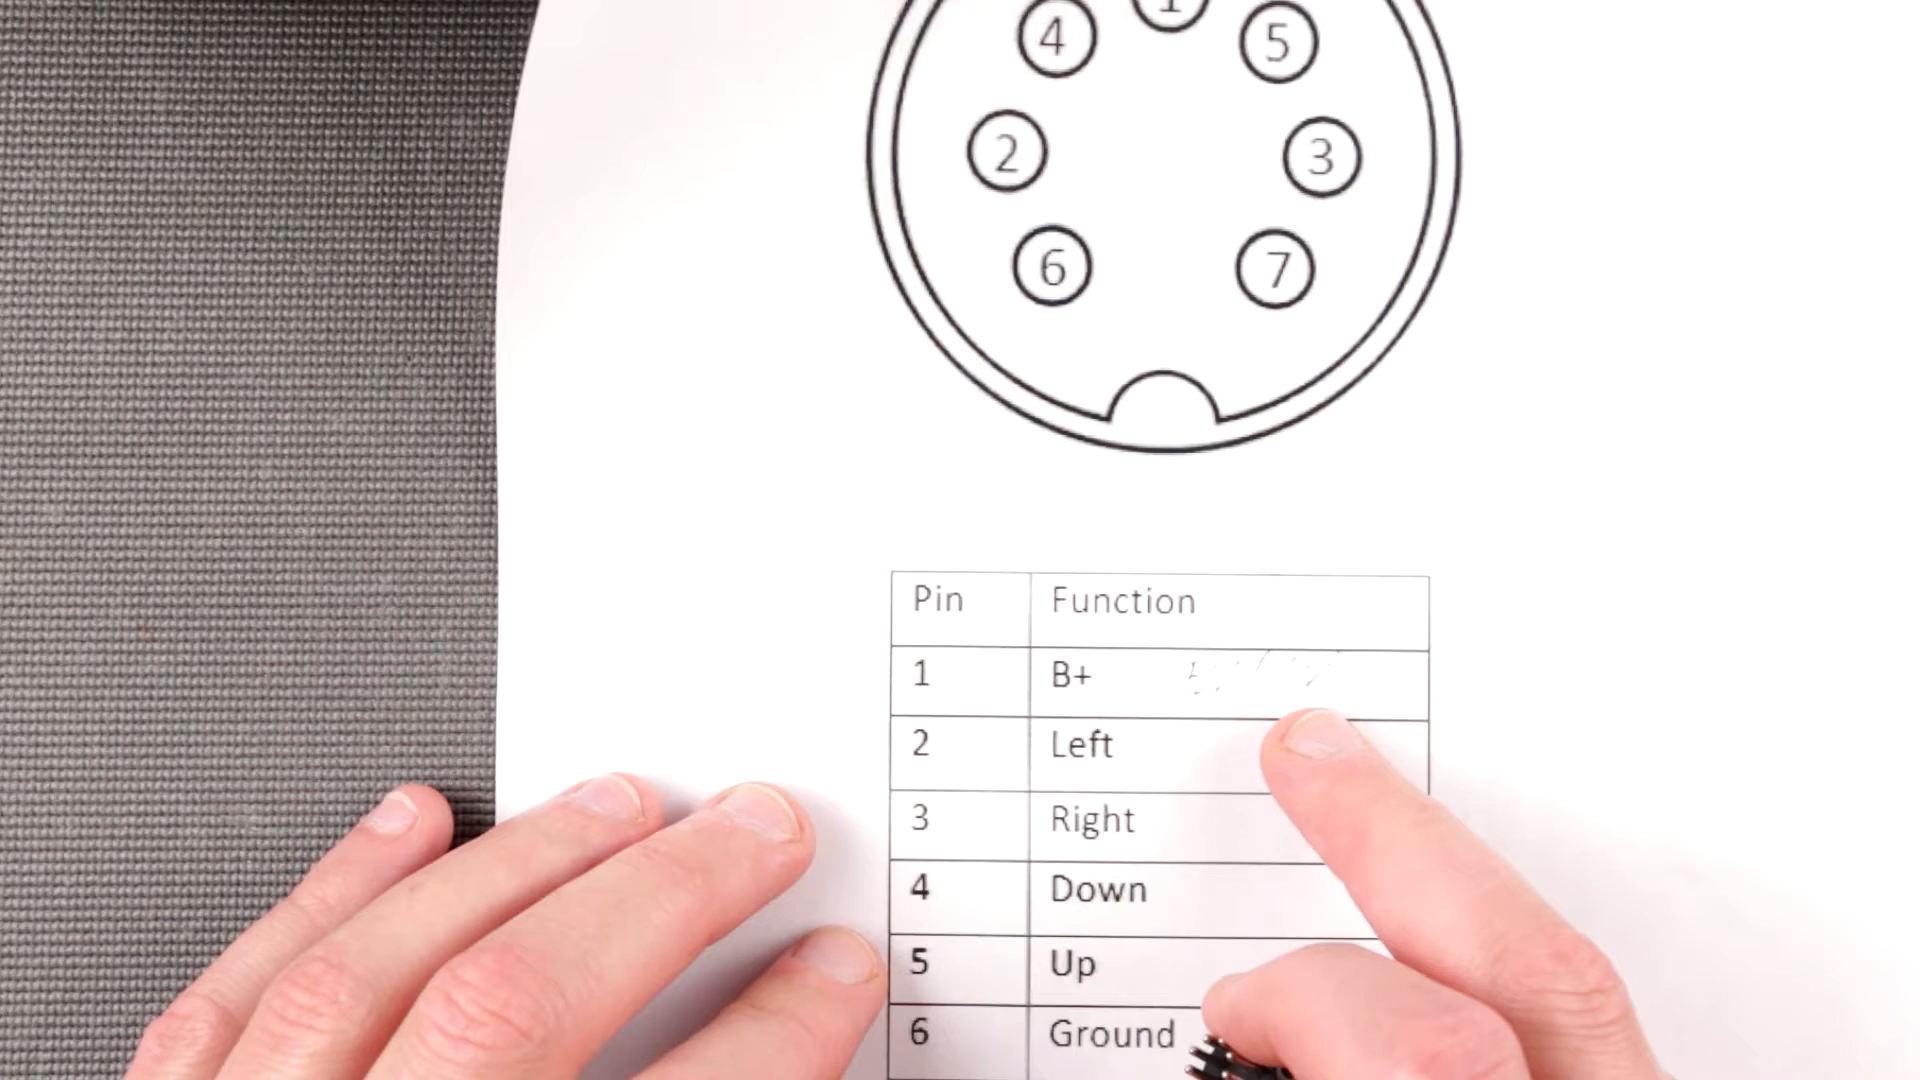 1
4 5
2 3
6 7
Pin Function
1 B+
2 Left
3 Right
4 Down
5 Up
6 Ground